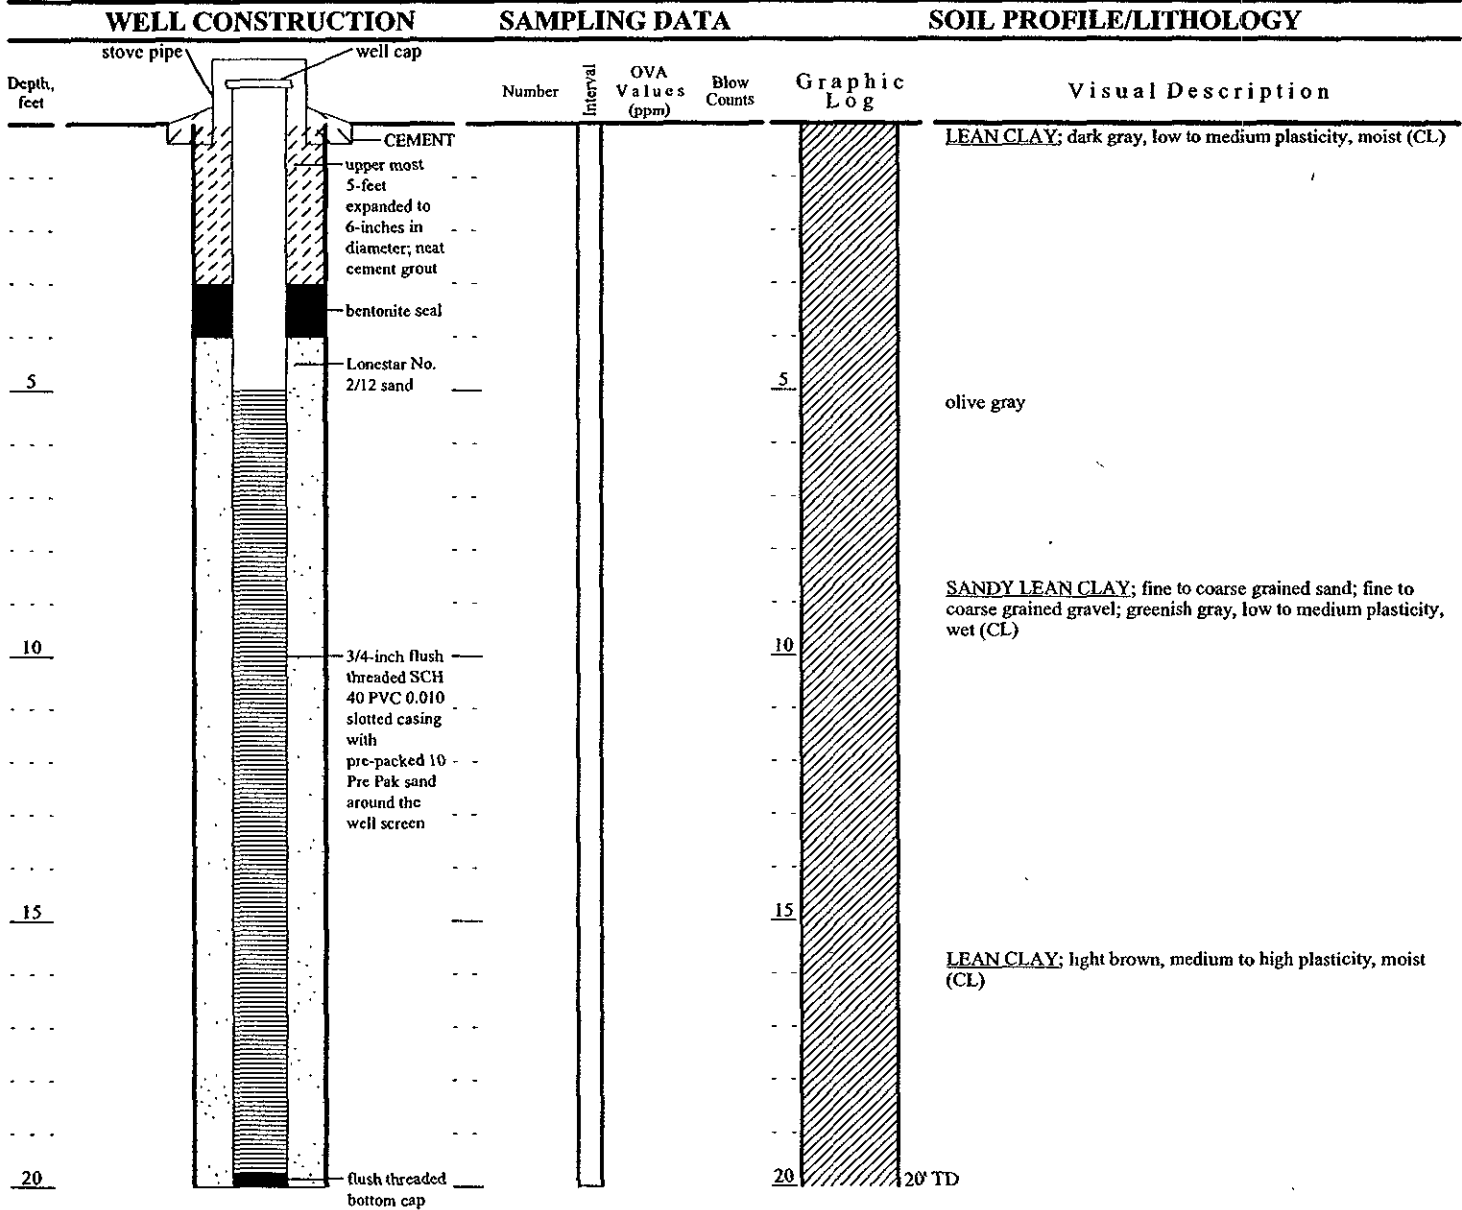 WELL CONSTRUCTION SAMPLING DATA SOIL PROFILE/LITHOLOGY
stove pipe
well cap
Depth,
feet
Number
Interval
OVA
Values
(ppm)
Blow
Counts
Graphic
Log
Visual Description
CEMENT
LEAN CLAY; dark gray, low to medium plasticity, moist (CL)
upper most
5-feet
expanded to
6-inches in
diameter; neat
cement grout
bentonite seal
Lonestar No.
2/12 sand
5
5
olive gray
SANDY LEAN CLAY; fine to coarse grained sand; fine to
coarse grained gravel; greenish gray, low to medium plasticity,
wet (CL)
10
10
3/4-inch flush
threaded SCH
40 PVC 0.010
slotted casing
with
pre-packed 10
Pre Pak sand
around the
well screen
15
15
LEAN CLAY; light brown, medium to high plasticity, moist
(CL)
20
flush threaded
bottom cap
20
20' TD